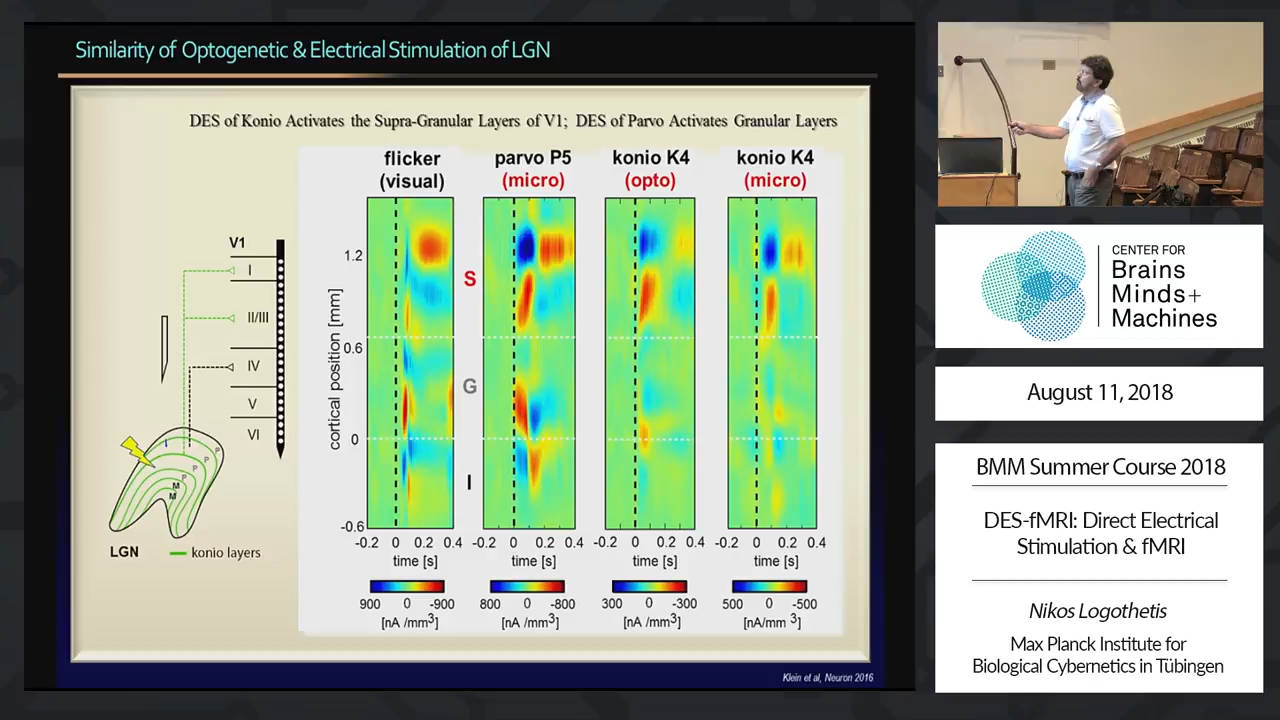 Similarity of Optogenetic & Electrical Stimulation of LGN
DES of Konio Activates the Supra-Granular Layers of V1; DES of Parvo Activates Granular Layers
flicker
(visual)
parvo P5
(micro)
konio K4
(opto)
konio K4
(micro)
V1
I
II/III
IV
V
VI
P
P
P
P
M
M
LGN
konio layers
cortical position [mm]
1.2
0.6
0
-0.6
S
G
I
-0.2 0 0.2 0.4
time [s]
-0.2 0 0.2 0.4
time [s]
-0.2 0 0.2 0.4
time [s]
-0.2 0 0.2 0.4
time [s]
900 0 -900
[nA /mm3]
800 0 -800
[nA /mm3]
300 0 -300
[nA /mm3]
500 0 -500
[nA/mm 3]
Klein et al, Neuron 2016
CENTER FOR
Brains
Minds+
Machines
August 11, 2018
BMM Summer Course 2018
DES-fMRI: Direct Electrical
Stimulation & fMRI
Nikos Logothetis
Max Planck Institute for
Biological Cybernetics in Tübingen